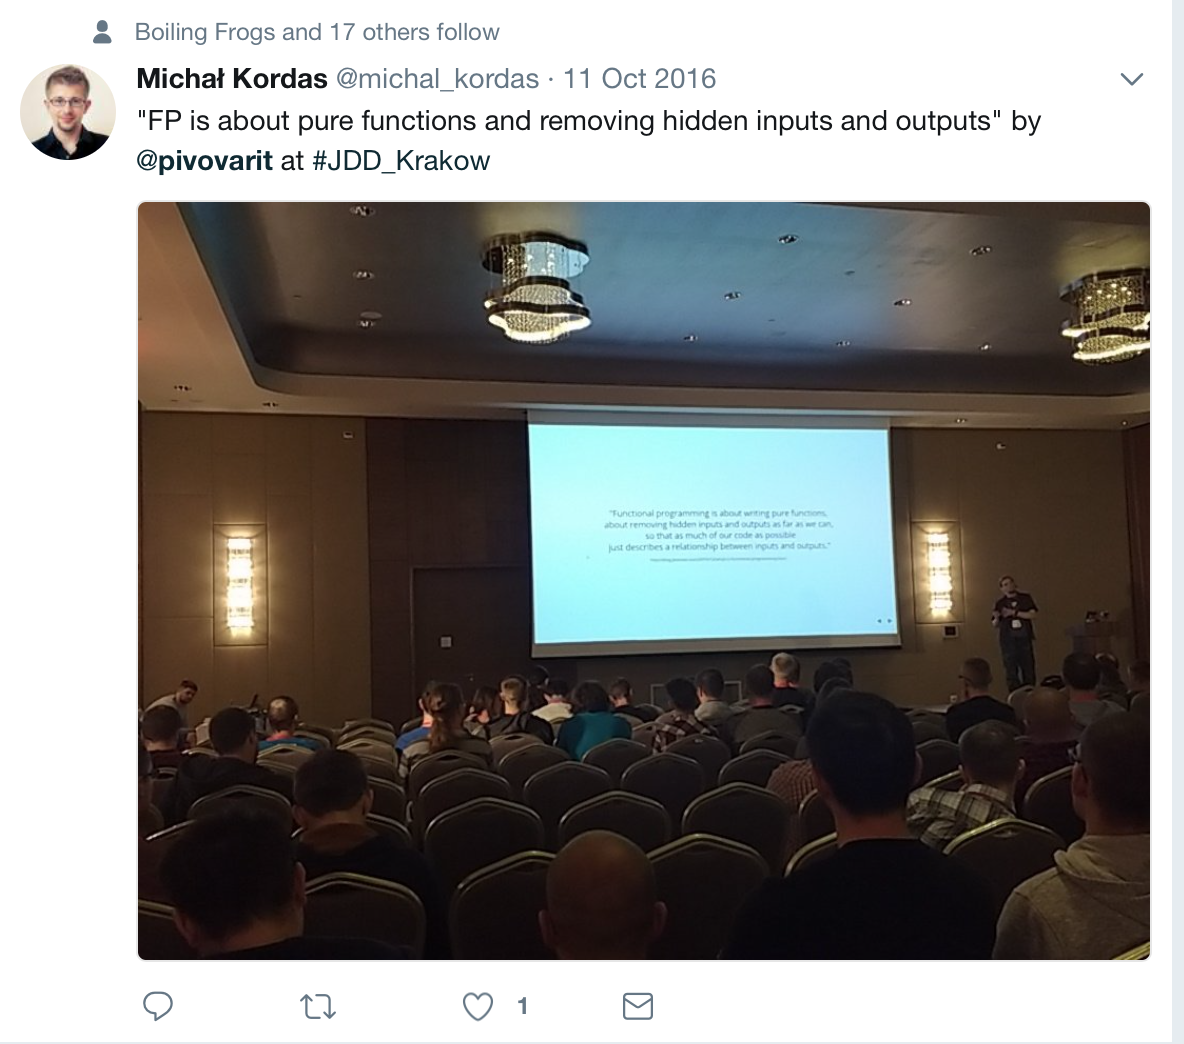 Boiling Frogs and 17 others follow
Michał Kordas @michal_kordas · 11 Oct 2016
"FP is about pure functions and removing hidden inputs and outputs" by
@pivovarit at #JDD_Krakow
"Functional programming is about writing pure functions,
about removing hidden inputs and outputs as far as we can,
so that as much of our code as possible
just describes a relationship between inputs and outputs."
1